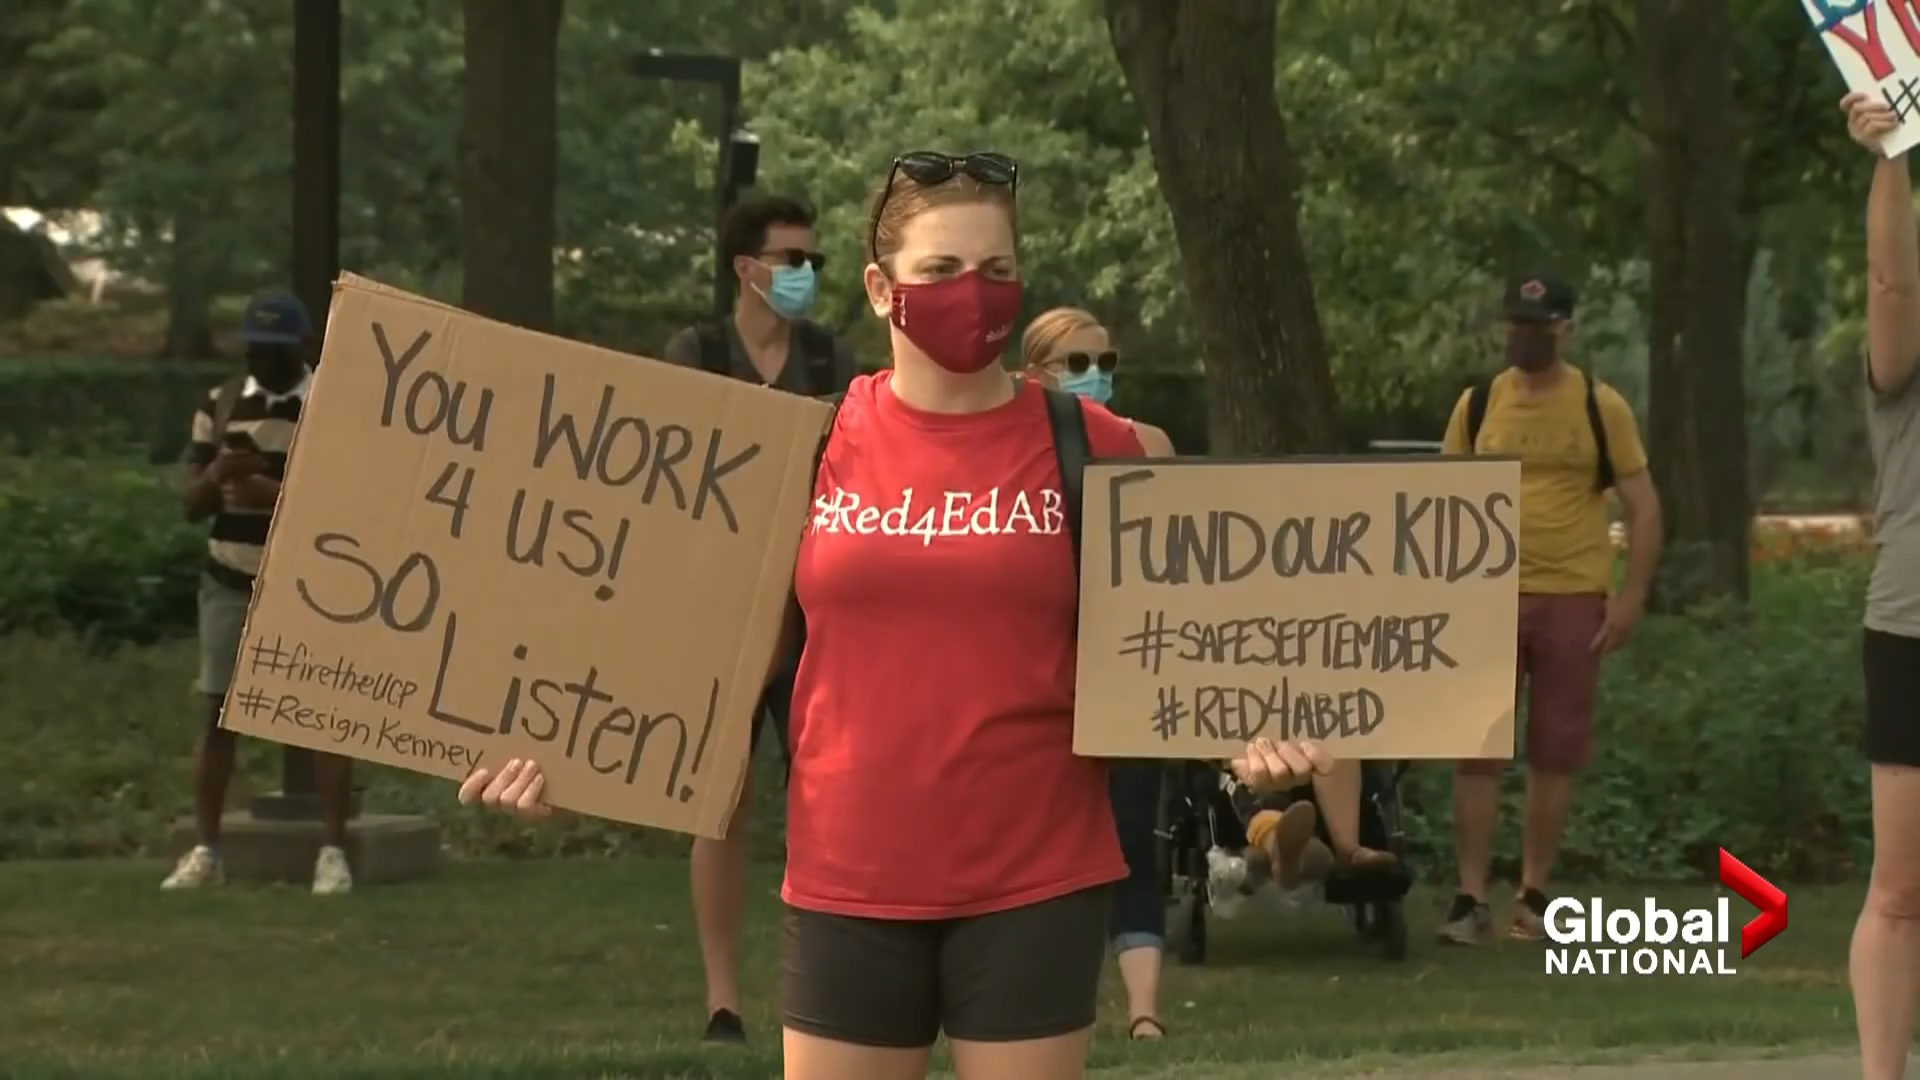 You WORK
4 US!
SO
Listen!
#firetheUCP
#Resign Kenney
#Red4EdAB
FUND OUR KIDS
#SAFESEPTEMBER
#RED4ABED
Global
NATIONAL